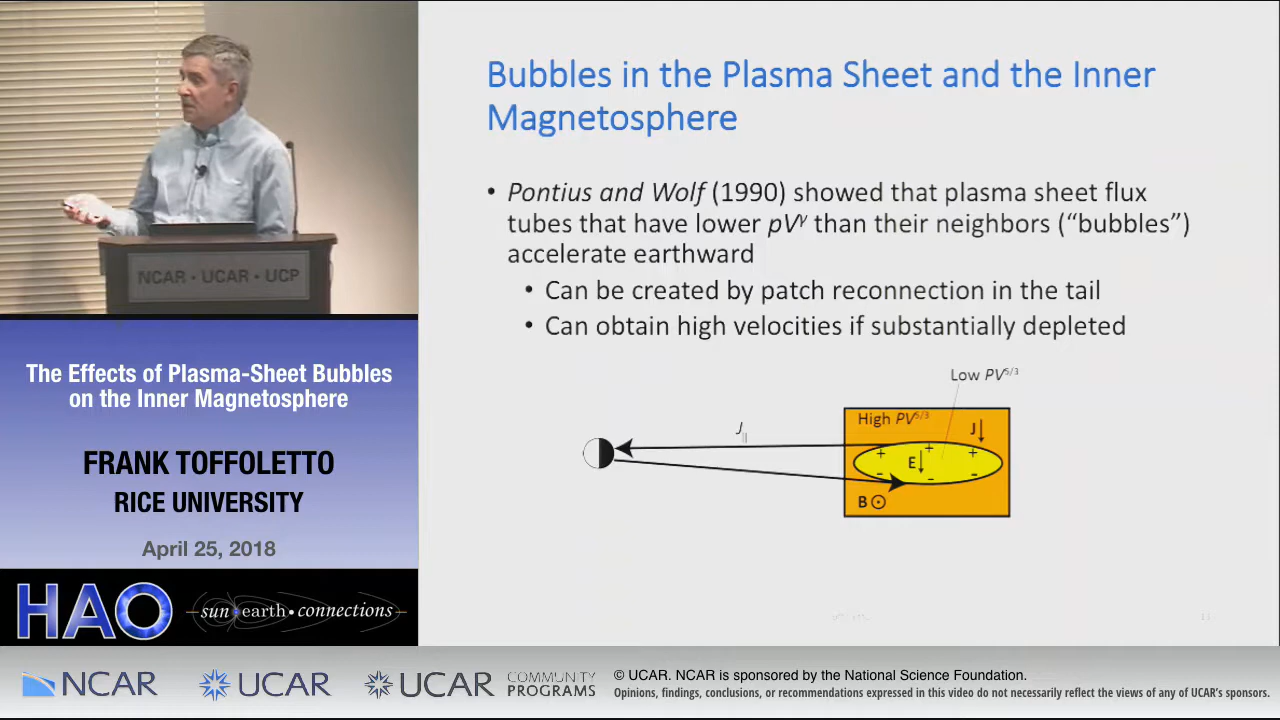 Bubbles in the Plasma Sheet and the Inner
Magnetosphere
• Pontius and Wolf (1990) showed that plasma sheet flux
tubes that have lower pVᵞ than their neighbors (“bubbles”)
accelerate earthward
• Can be created by patch reconnection in the tail
• Can obtain high velocities if substantially depleted
Low PV⁵/³
High PV⁵/³
J||
J
+ + +
E
- - -
B
NCAR · UCAR · UCP
The Effects of Plasma-Sheet Bubbles
on the Inner Magnetosphere
FRANK TOFFOLETTO
RICE UNIVERSITY
April 25, 2018
HAO
sun•earth•connections
NCAR
UCAR
UCAR
COMMUNITY
PROGRAMS
© UCAR. NCAR is sponsored by the National Science Foundation.
Opinions, findings, conclusions, or recommendations expressed in this video do not necessarily reflect the views of any of UCAR's sponsors.